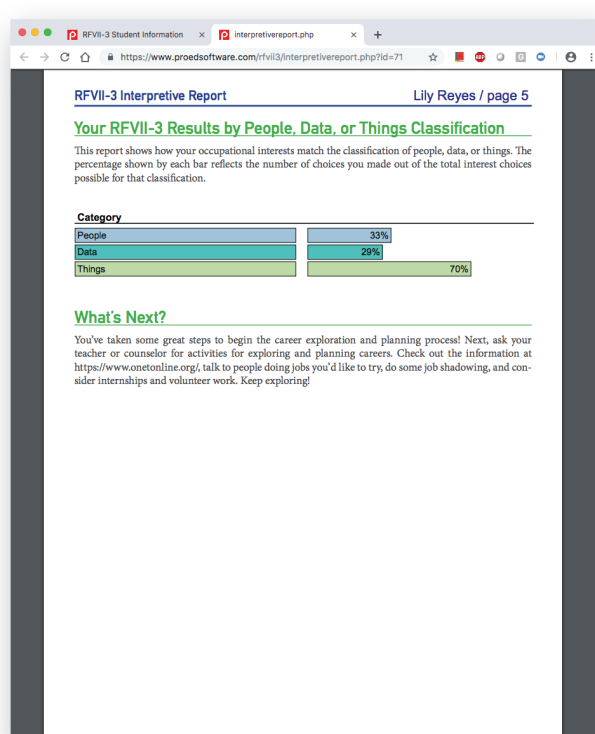 RFVII-3 Student Information
interpretivereport.php
https://www.proedsoftware.com/rfvii3/interpretivereport.php?id=71
RFVII-3 Interpretive Report
Lily Reyes / page 5
Your RFVII-3 Results by People, Data, or Things Classification
This report shows how your occupational interests match the classification of people, data, or things. The
percentage shown by each bar reflects the number of choices you made out of the total interest choices
possible for that classification.
Category
People 33%
Data 29%
Things 70%
What's Next?
You've taken some great steps to begin the career exploration and planning process! Next, ask your
teacher or counselor for activities for exploring and planning careers. Check out the information at
https://www.onetonline.org/, talk to people doing jobs you'd like to try, do some job shadowing, and con-
sider internships and volunteer work. Keep exploring!